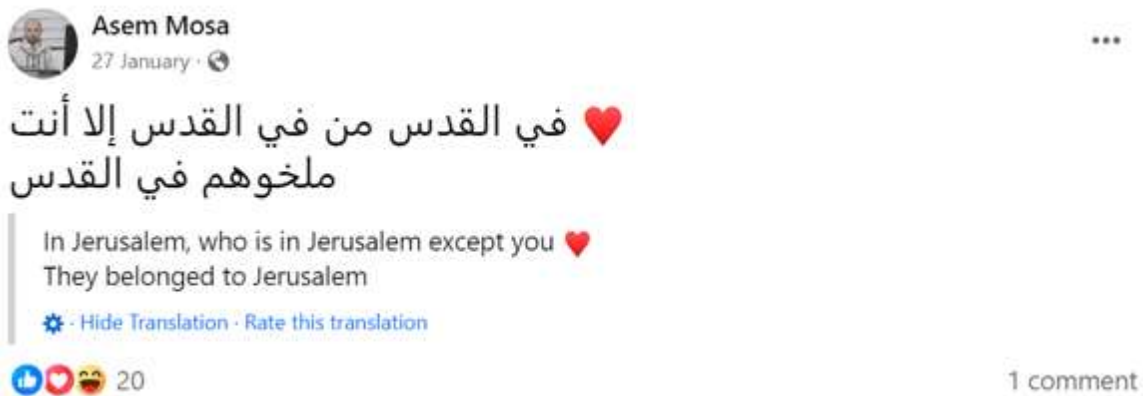 Asem Mosa
27 January ·
في القدس من في القدس إلا أنت ❤️
ملخوهم في القدس
In Jerusalem, who is in Jerusalem except you ❤️
They belonged to Jerusalem
· Hide Translation · Rate this translation
20
1 comment